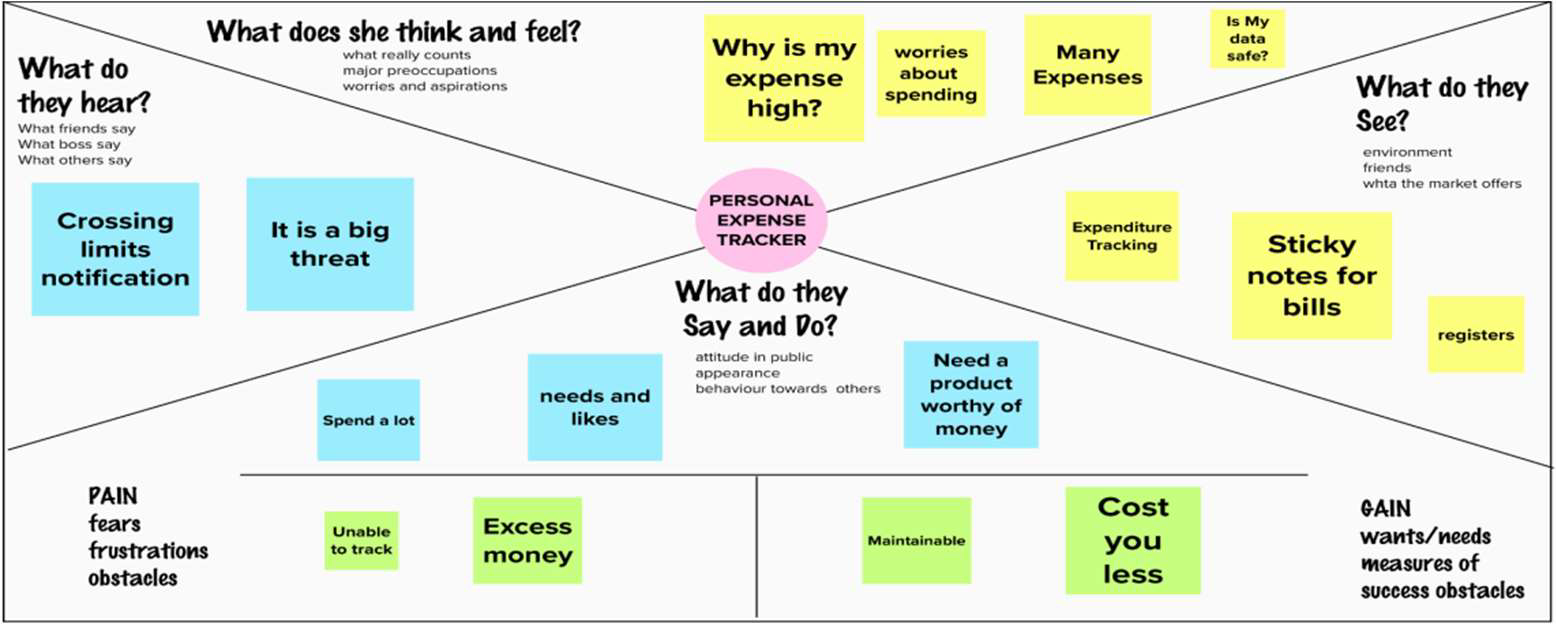 What does she think and feel?
what really counts
major preoccupations
worries and aspirations
Why is my
expense
high?
worries
about
spending
Many
Expenses
Is My
data
safe?
What do
they hear?
What friends say
What boss say
What others say
Crossing
limits
notification
It is a big
threat
PERSONAL
EXPENSE
TRACKER
What do they
See?
environment
friends
whta the market offers
Expenditure
Tracking
Sticky
notes for
bills
registers
What do they
Say and Do?
attitude in public
appearance
behaviour towards others
Spend a lot
needs and
likes
Need a
product
worthy of
money
PAIN
fears
frustrations
obstacles
Unable
to track
Excess
money
Maintainable
Cost
you
less
GAIN
wants/needs
measures of
success obstacles